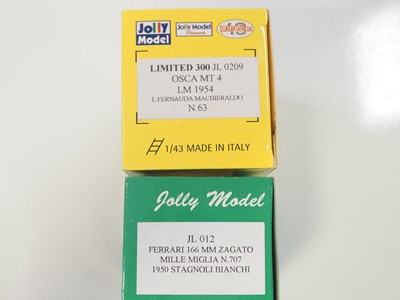 Jolly
Model
Jolly Model
LIMITED 300 JL 0209
OSCA MT 4
LM 1954
L.FERNAUDA MACHIERALDO
N.63
1/43 MADE IN ITALY
Jolly Model
JL 012
FERRARI 166 MM ZAGATO
MILLE MIGLIA N.707
1950 STAGNOLI BIANCHI